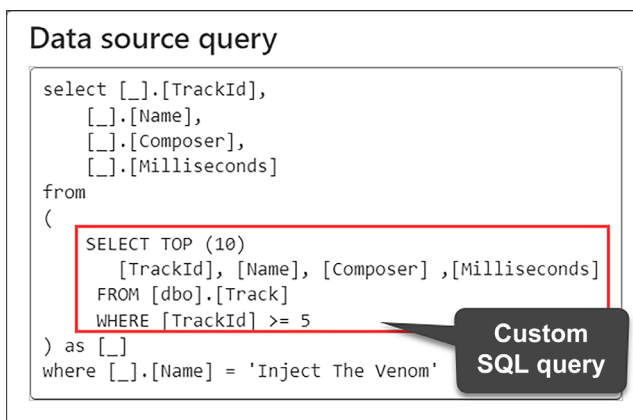 Data source query
select [_].[TrackId],
[_].[Name],
[_].[Composer],
[_].[Milliseconds]
from
(
SELECT TOP (10)
[TrackId], [Name], [Composer] ,[Milliseconds]
FROM [dbo].[Track]
WHERE [TrackId] >= 5
) as [_]
where [_].[Name] = 'Inject The Venom'
Custom
SQL query